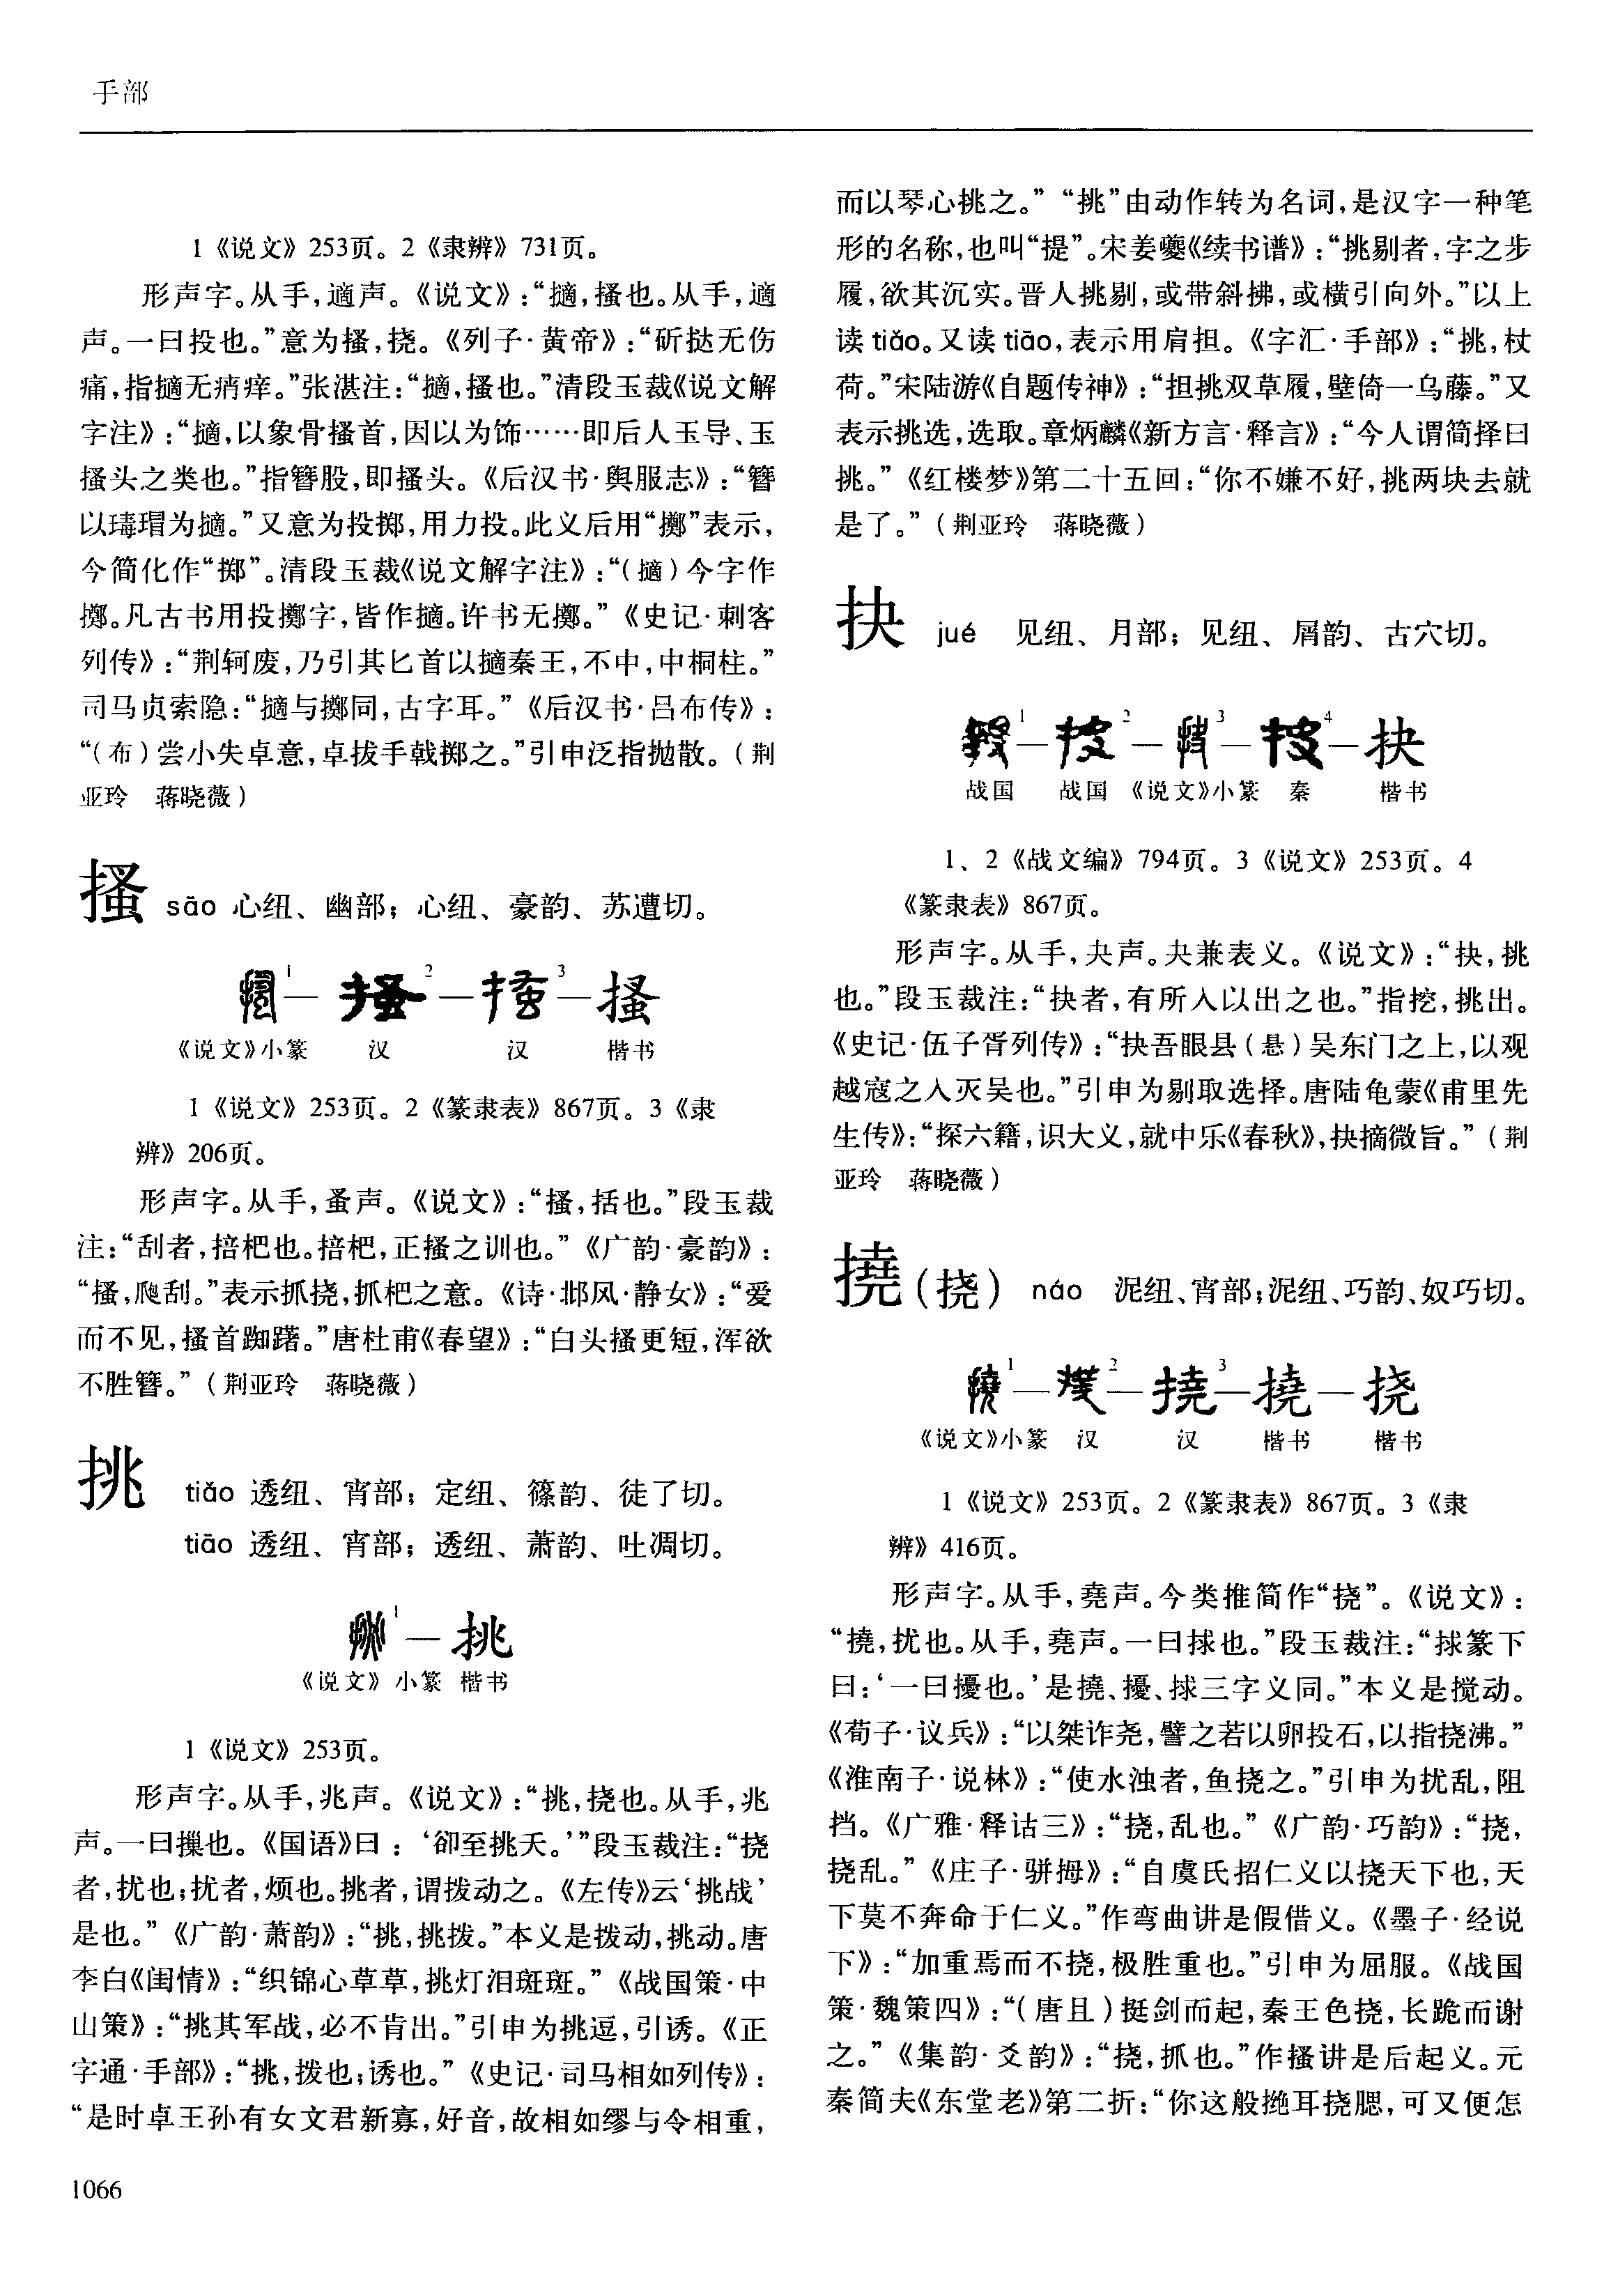 手部
1《说文》253页。2《隶辨》731页。
形声字。从手，適声。《说文》：“擿，搔也。从手，適
声。一曰投也。”意为搔，挠。《列子·黄帝》：“斫挞无伤
痛，指擿无痟痒。”张湛注：“擿，搔也。”清段玉裁《说文解
字注》：“擿，以象骨搔首，因以为饰……即后人玉导、玉
搔头之类也。”指簪股，即搔头。《后汉书·舆服志》：“簪
以瑇瑁为擿。”又意为投掷，用力投。此义后用“擲”表示，
今简化作“掷”。清段玉裁《说文解字注》：“（擿）今字作
擲。凡古书用投擲字，皆作擿。许书无擲。”《史记·刺客
列传》：“荆轲废，乃引其匕首以擿秦王，不中，中桐柱。”
司马贞索隐：“擿与擲同，古字耳。”《后汉书·吕布传》：
“（布）尝小失卓意，卓拔手戟掷之。”引申泛指抛散。（荆
亚玲　蒋晓薇）
搔 sāo 心纽、幽部；心纽、豪韵、苏遭切。
1— 2— 3—搔
《说文》小篆　汉　汉　楷书
1《说文》253页。2《篆隶表》867页。3《隶
辨》206页。
形声字。从手，蚤声。《说文》：“搔，括也。”段玉裁
注：“刮者，掊杷也。掊杷，正搔之训也。”《广韵·豪韵》：
“搔，爬刮。”表示抓挠，抓杷之意。《诗·邶风·静女》：“爱
而不见，搔首踟躇。”唐杜甫《春望》：“白头搔更短，浑欲
不胜簪。”（荆亚玲　蒋晓薇）
挑 tiǎo 透纽、宵部；定纽、篠韵、徒了切。
tiāo 透纽、宵部；透纽、萧韵、吐凋切。
1—挑
《说文》小篆 楷书
1《说文》253页。
形声字。从手，兆声。《说文》：“挑，挠也。从手，兆
声。一曰摷也。《国语》曰：‘卻至挑天。’”段玉裁注：“挠
者，扰也；扰者，烦也。挑者，谓拨动之。《左传》云‘挑战’
是也。”《广韵·萧韵》：“挑，挑拨。”本义是拨动，挑动。唐
李白《闺情》：“织锦心草草，挑灯泪斑斑。”《战国策·中
山策》：“挑其军战，必不肯出。”引申为挑逗，引诱。《正
字通·手部》：“挑，拨也；诱也。”《史记·司马相如列传》：
“是时卓王孙有女文君新寡，好音，故相如缪与令相重，
1066
而以琴心挑之。”“挑”由动作转为名词，是汉字一种笔
形的名称，也叫“提”。宋姜夔《续书谱》：“挑剔者，字之步
履，欲其沉实。晋人挑剔，或带斜拂，或横引向外。”以上
读tiǎo。又读tiāo，表示用肩担。《字汇·手部》：“挑，杖
荷。”宋陆游《自题传神》：“担挑双草履，壁倚一乌藤。”又
表示挑选，选取。章炳麟《新方言·释言》：“今人谓简择曰
挑。”《红楼梦》第二十五回：“你不嫌不好，挑两块去就
是了。”（荆亚玲　蒋晓薇）
抉 jué 见纽、月部；见纽、屑韵、古穴切。
1— 2— 3— 4—抉
战国　战国　《说文》小篆　秦　楷书
1、2《战文编》794页。3《说文》253页。4
《篆隶表》867页。
形声字。从手，夬声。夬兼表义。《说文》：“抉，挑
也。”段玉裁注：“抉者，有所入以出之也。”指挖，挑出。
《史记·伍子胥列传》：“抉吾眼县（悬）吴东门之上，以观
越寇之入灭吴也。”引申为剔取选择。唐陆龟蒙《甫里先
生传》：“探六籍，识大义，就中乐《春秋》，抉摘微旨。”（荆
亚玲　蒋晓薇）
撓（挠） náo 泥纽、宵部；泥纽、巧韵、奴巧切。
1— 2— 3—撓—挠
《说文》小篆　汉　汉　楷书　楷书
1《说文》253页。2《篆隶表》867页。3《隶
辨》416页。
形声字。从手，堯声。今类推简作“挠”。《说文》：
“撓，扰也。从手，堯声。一曰捄也。”段玉裁注：“捄篆下
曰：‘一曰擾也。’是撓、擾、捄三字义同。”本义是搅动。
《荀子·议兵》：“以桀诈尧，譬之若以卵投石，以指挠沸。”
《淮南子·说林》：“使水浊者，鱼挠之。”引申为扰乱，阻
挡。《广雅·释诂三》：“挠，乱也。”《广韵·巧韵》：“挠，
挠乱。”《庄子·骈拇》：“自虞氏招仁义以挠天下也，天
下莫不奔命于仁义。”作弯曲讲是假借义。《墨子·经说
下》：“加重焉而不挠，极胜重也。”引申为屈服。《战国
策·魏策四》：“（唐且）挺剑而起，秦王色挠，长跪而谢
之。”《集韵·爻韵》：“挠，抓也。”作搔讲是后起义。元
秦简夫《东堂老》第二折：“你这般揓耳挠腮，可又便怎